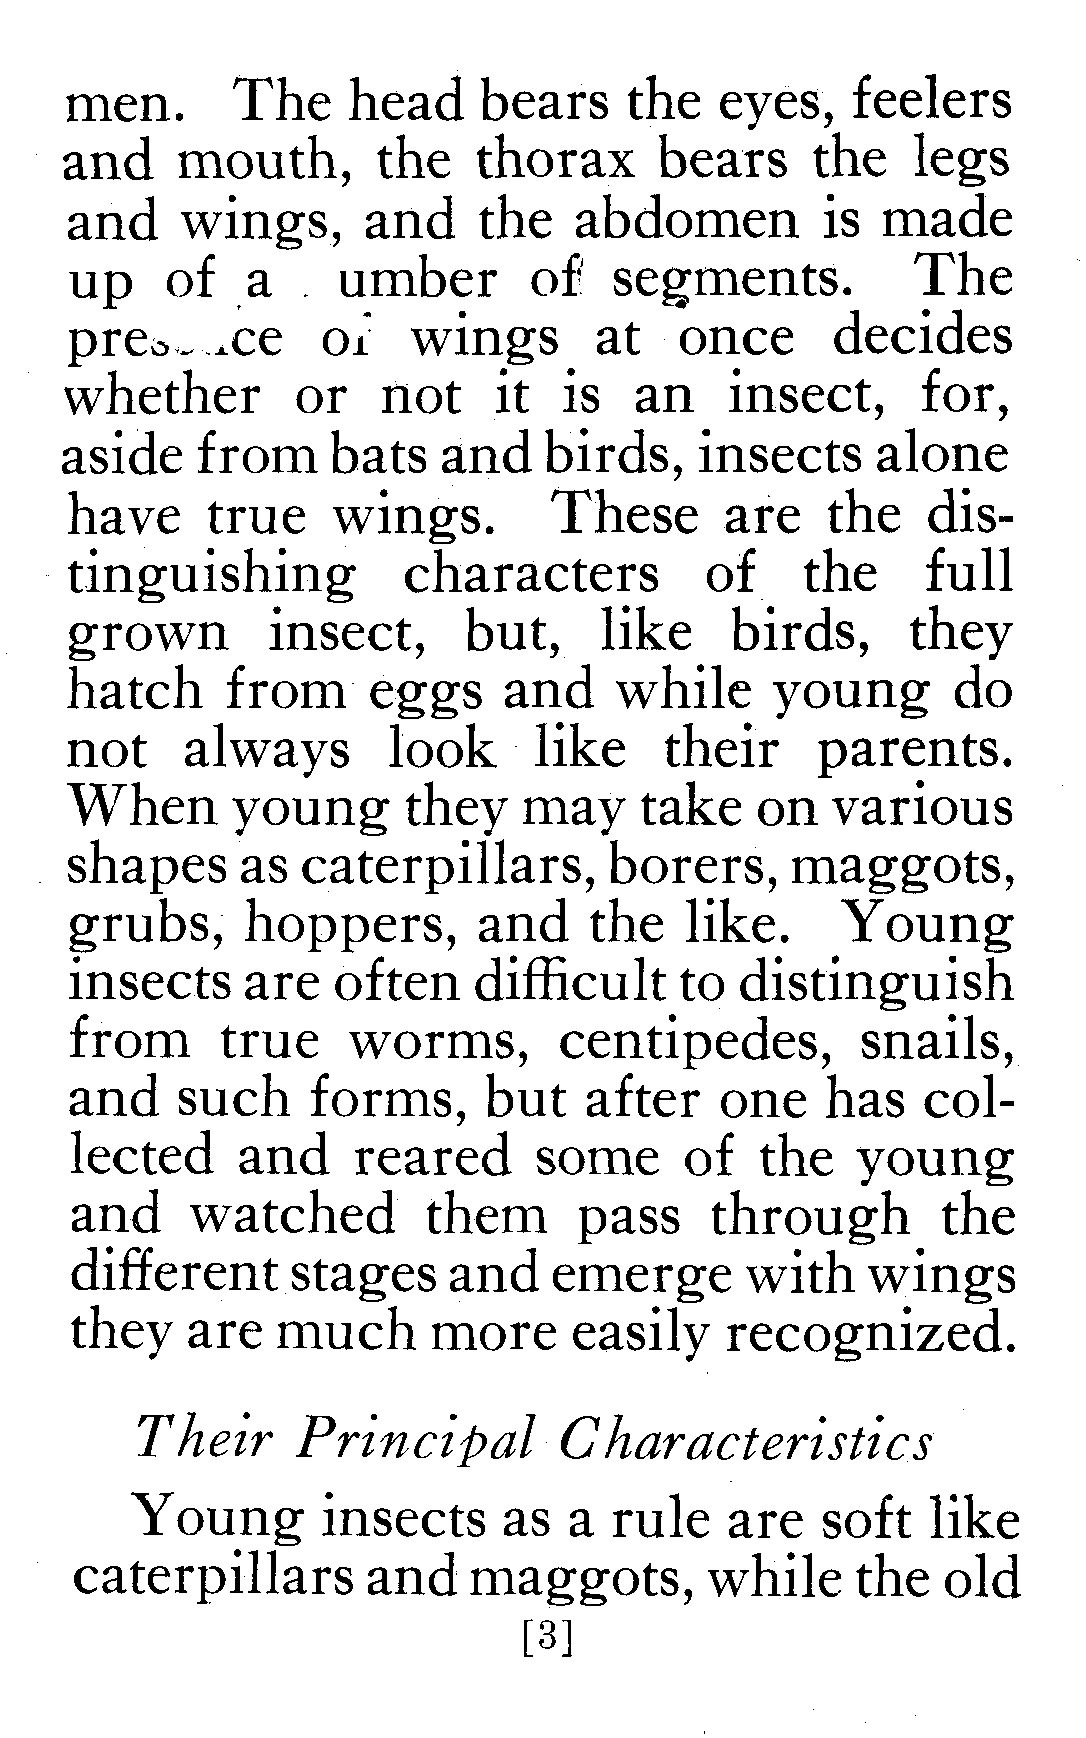 men. The head bears the eyes, feelers
and mouth, the thorax bears the legs
and wings, and the abdomen is made
up of a umber of segments. The
of wings at once decides
whether or not it is an insect, for,
aside from bats and birds, insects alone
have true wings. These are the dis-
tinguishing characters of the full
grown insect, but, like birds, they
hatch from eggs and while young do
not always look like their parents.
When young they may take on various
shapes as caterpillars, borers, maggots,
grubs, hoppers, and the like. Young
insects are often difficult to distinguish
from true worms, centipedes, snails,
and such forms, but after one has col-
lected and reared some of the young
and watched them pass through the
different stages and emerge with wings
they are much more easily recognized.
Their Principal Characteristics
Young insects as a rule are soft like
caterpillars and maggots, while the old
[3]